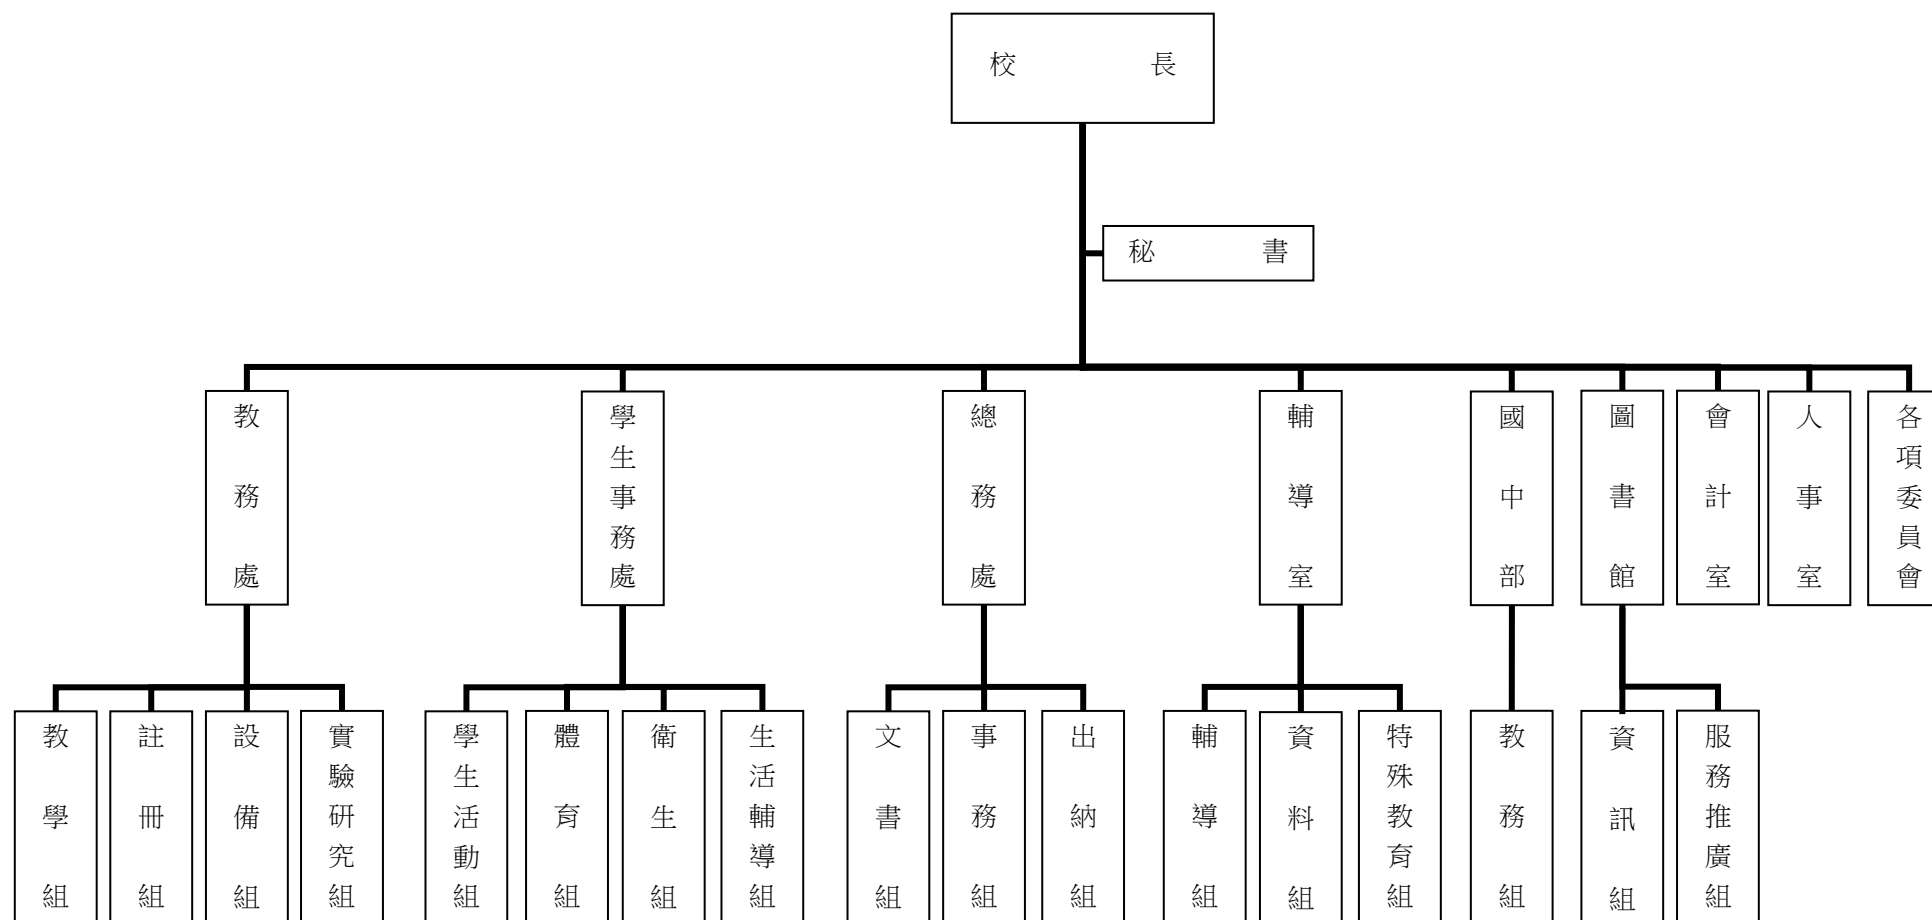 校長
秘書
教務處
學生事務處
總務處
輔導室
國中部
圖書館
會計室
人事室
各項委員會
教學組
註冊組
設備組
實驗研究組
學生活動組
體育組
衛生組
生活輔導組
文書組
事務組
出納組
輔導組
資料組
特殊教育組
教務組
資訊組
服務推廣組